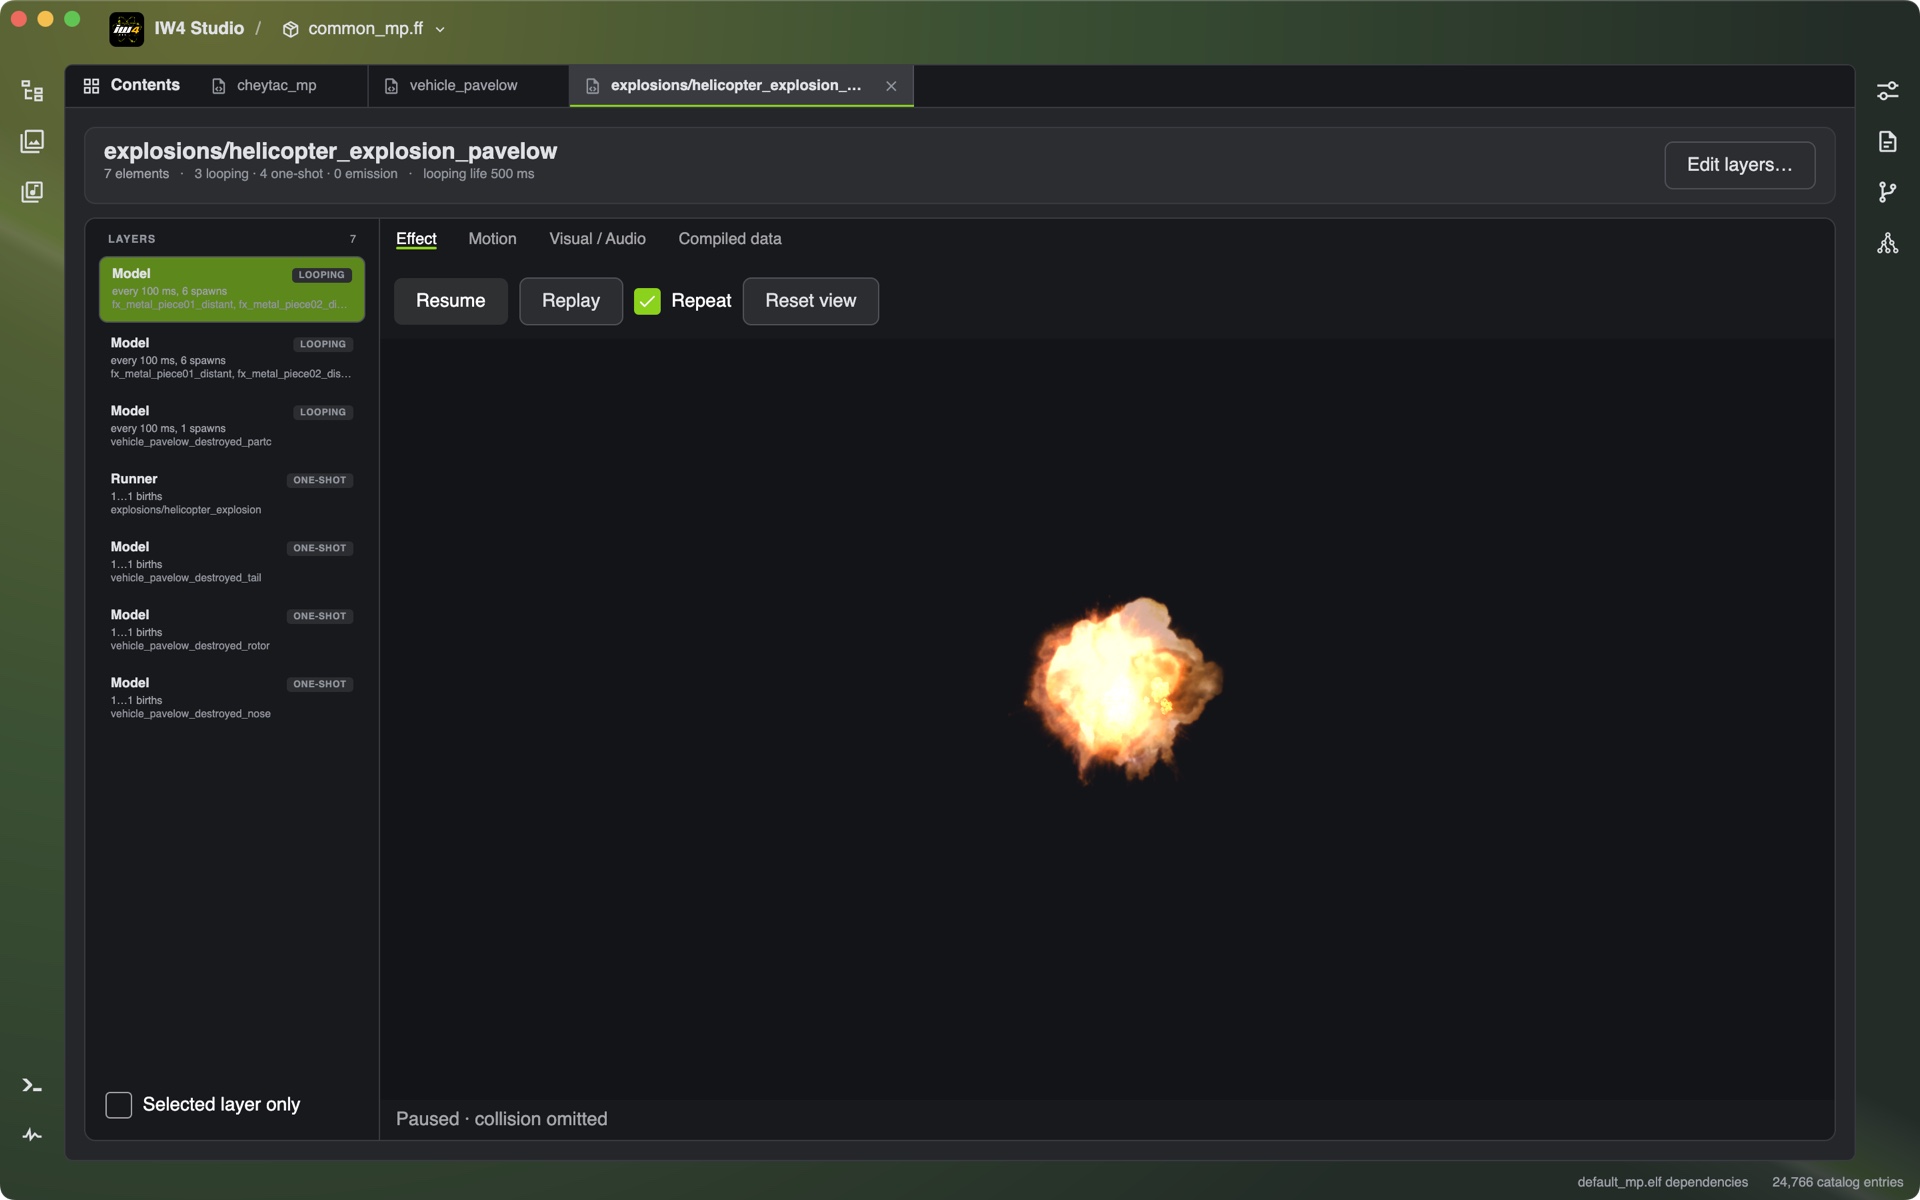 iw4 IW4 Studio / common_mp.ff
Contents cheytac_mp vehicle_pavelow explosions/helicopter_explosion_...
explosions/helicopter_explosion_pavelow
7 elements · 3 looping · 4 one-shot · 0 emission · looping life 500 ms
Edit layers...
LAYERS 7
Model LOOPING
every 100 ms, 6 spawns
fx_metal_piece01_distant, fx_metal_piece02_di...
Model LOOPING
every 100 ms, 6 spawns
fx_metal_piece01_distant, fx_metal_piece02_dis...
Model LOOPING
every 100 ms, 1 spawns
vehicle_pavelow_destroyed_partc
Runner ONE-SHOT
1...1 births
explosions/helicopter_explosion
Model ONE-SHOT
1...1 births
vehicle_pavelow_destroyed_tail
Model ONE-SHOT
1...1 births
vehicle_pavelow_destroyed_rotor
Model ONE-SHOT
1...1 births
vehicle_pavelow_destroyed_nose
Selected layer only
Effect Motion Visual / Audio Compiled data
Resume Replay Repeat Reset view
Paused · collision omitted
default_mp.elf dependencies 24,766 catalog entries